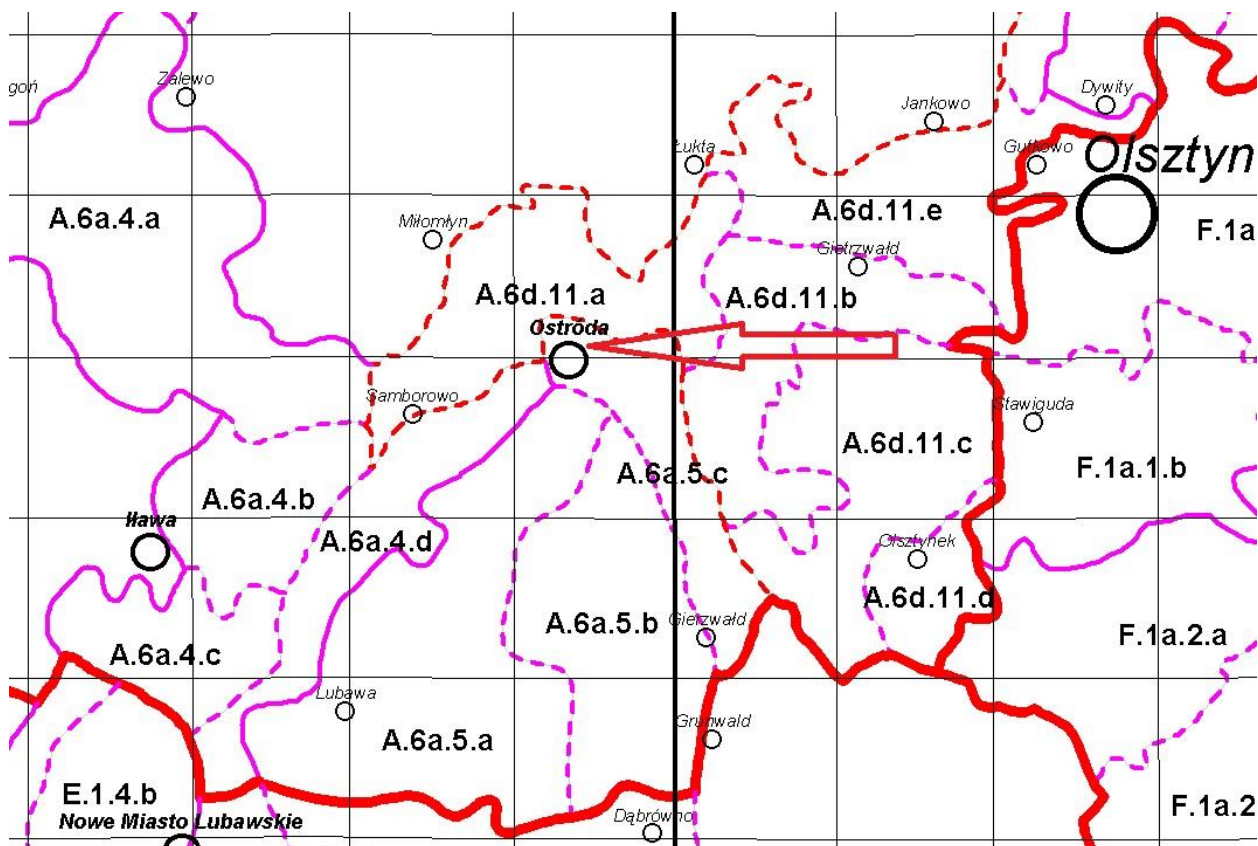 goń
Zalewo
Dywity
Jankowo
Łukta
Gutkowo
Olsztyn
A.6a.4.a
Miłomłyn
A.6d.11.e
F.1a
Gietrzwałd
A.6d.11.a
A.6d.11.b
Ostróda
Samborowo
Stawiguda
A.6d.11.c
A.6a.5.c
F.1a.1.b
A.6a.4.b
Iława
A.6a.4.d
Olsztynek
A.6d.11.d
A.6a.5.b
Gierzwałd
F.1a.2.a
A.6a.4.c
Lubawa
A.6a.5.a
Grunwald
E.1.4.b
F.1a.2
Nowe Miasto Lubawskie
Dąbrówno